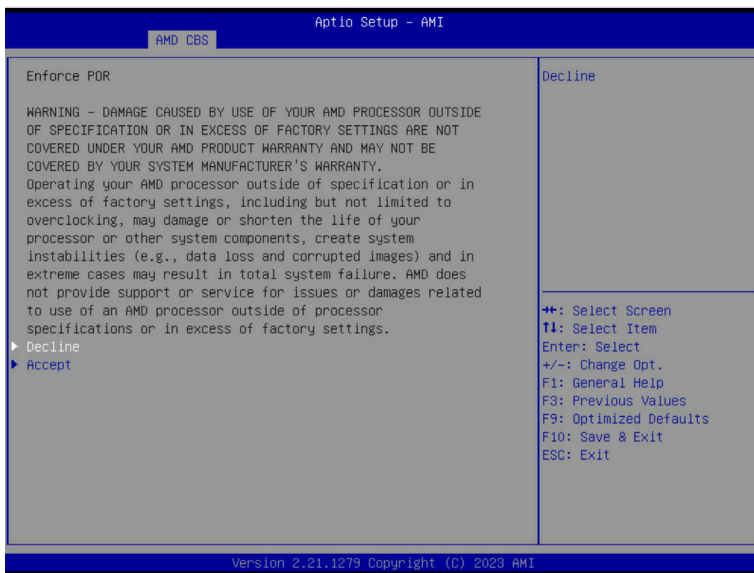 Aptio Setup – AMI
AMD CBS
Enforce POR
WARNING – DAMAGE CAUSED BY USE OF YOUR AMD PROCESSOR OUTSIDE
OF SPECIFICATION OR IN EXCESS OF FACTORY SETTINGS ARE NOT
COVERED UNDER YOUR AMD PRODUCT WARRANTY AND MAY NOT BE
COVERED BY YOUR SYSTEM MANUFACTURER'S WARRANTY.
Operating your AMD processor outside of specification or in
excess of factory settings, including but not limited to
overclocking, may damage or shorten the life of your
processor or other system components, create system
instabilities (e.g., data loss and corrupted images) and in
extreme cases may result in total system failure. AMD does
not provide support or service for issues or damages related
to use of an AMD processor outside of processor
specifications or in excess of factory settings.
Decline
Accept
Decline
→←: Select Screen
↑↓: Select Item
Enter: Select
+/-: Change Opt.
F1: General Help
F3: Previous Values
F9: Optimized Defaults
F10: Save & Exit
ESC: Exit
Version 2.21.1279 Copyright (C) 2023 AMI